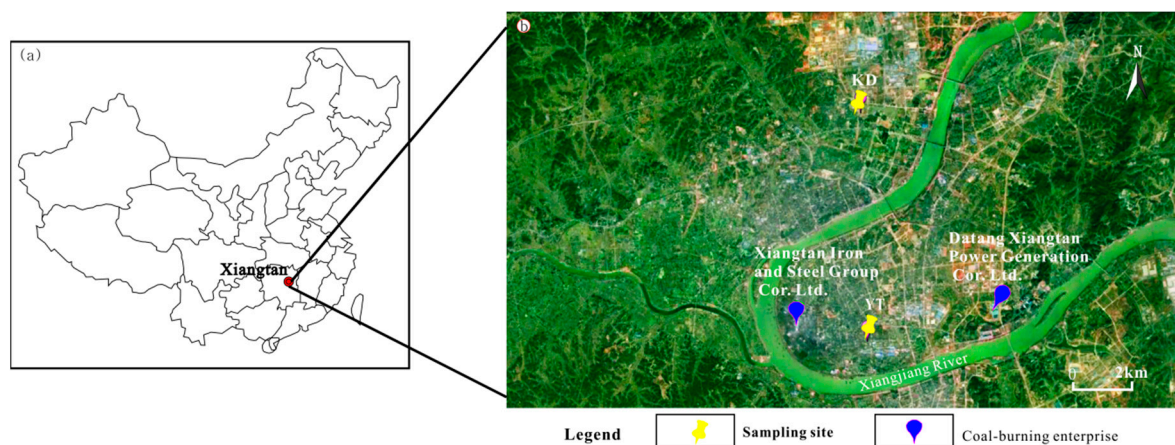 (a)
Xiangtan
b
N
KD
Xiangtan Iron
and Steel Group
Cor. Ltd.
Datang Xiangtan
Power Generation
Cor. Ltd.
YT
Xiangjiang River
0 2km
Legend
Sampling site
Coal-burning enterprise